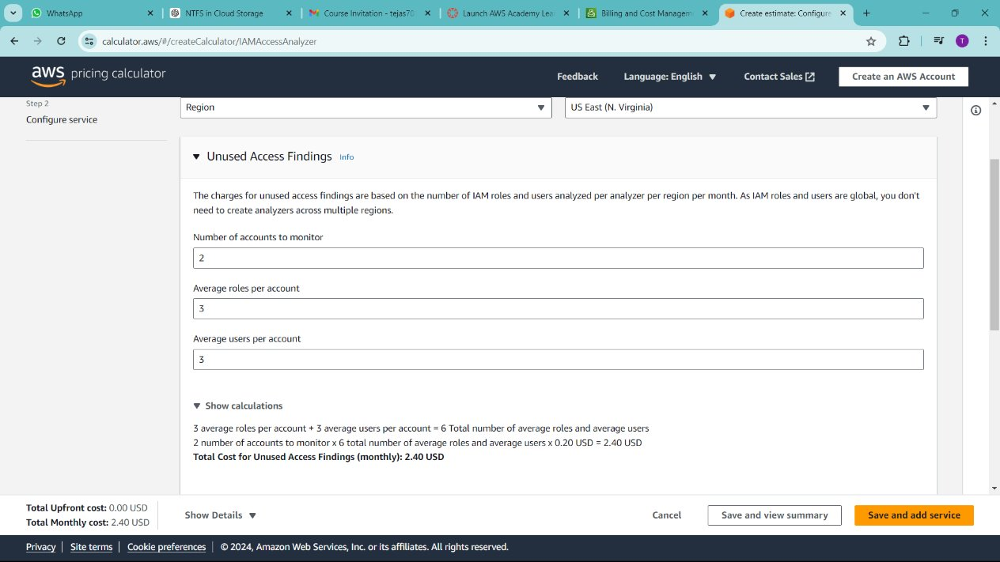 WhatsApp
NTFS in Cloud Storage
Course Invitation - tejas70
Launch AWS Academy Lea
Billing and Cost Managem
Create estimate: Configure
calculator.aws/#/createCalculator/IAMAccessAnalyzer
T
aws pricing calculator
Feedback
Language: English
Contact Sales
Create an AWS Account
Step 2
Configure service
Region
US East (N. Virginia)
Unused Access Findings Info
The charges for unused access findings are based on the number of IAM roles and users analyzed per analyzer per region per month. As IAM roles and users are global, you don't
need to create analyzers across multiple regions.
Number of accounts to monitor
2
Average roles per account
3
Average users per account
3
Show calculations
3 average roles per account + 3 average users per account = 6 Total number of average roles and average users
2 number of accounts to monitor x 6 total number of average roles and average users x 0.20 USD = 2.40 USD
Total Cost for Unused Access Findings (monthly): 2.40 USD
Total Upfront cost: 0.00 USD
Total Monthly cost: 2.40 USD
Show Details
Cancel
Save and view summary
Save and add service
Privacy
Site terms
Cookie preferences
© 2024, Amazon Web Services, Inc. or its affiliates. All rights reserved.